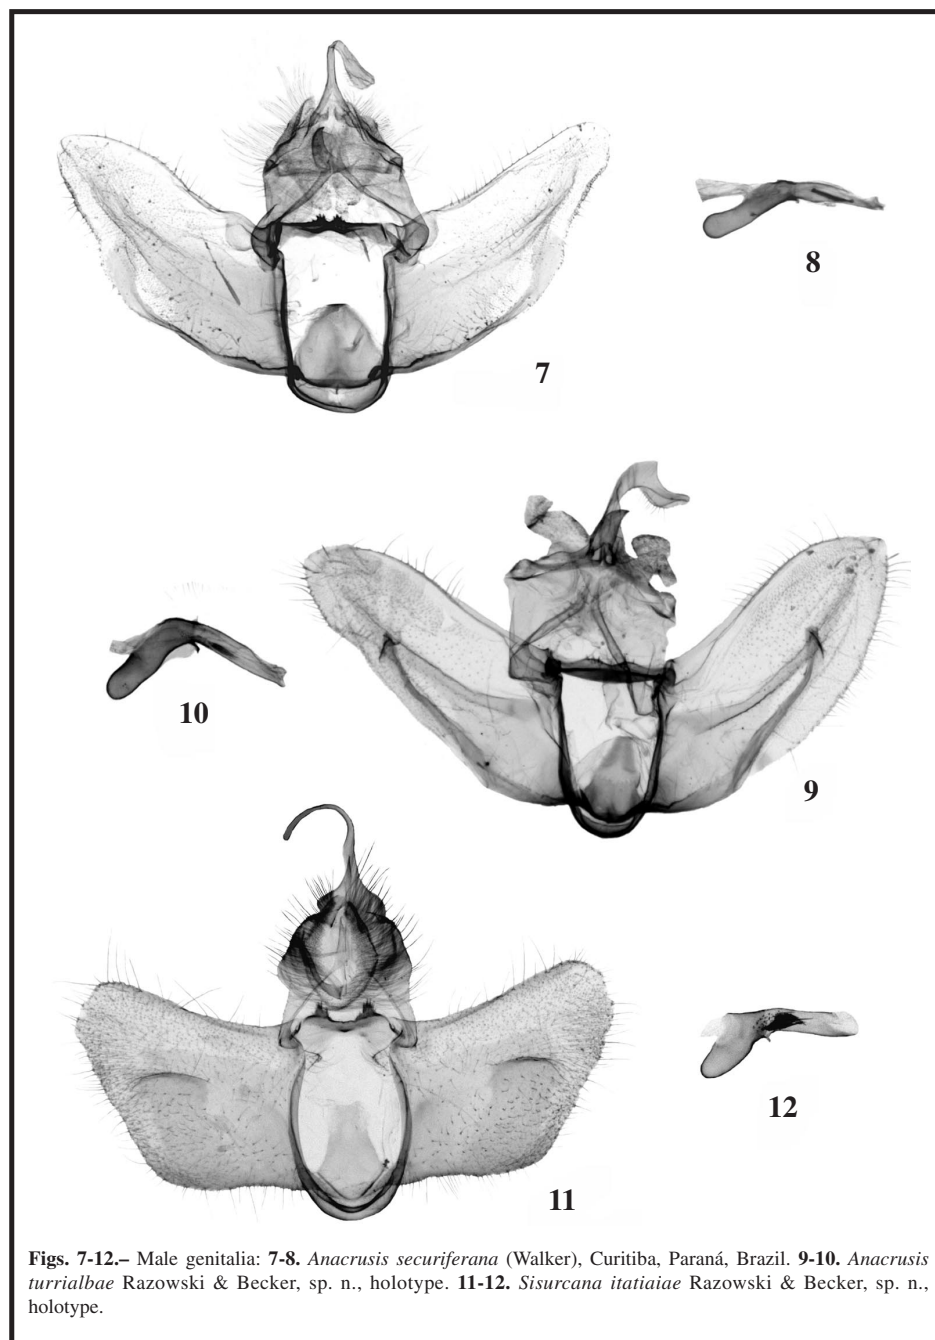 7
8
10
9
11
12
Figs. 7-12.– Male genitalia: 7-8. Anacrusis securiferana (Walker), Curitiba, Paraná, Brazil. 9-10. Anacrusis
turrialbae Razowski & Becker, sp. n., holotype. 11-12. Sisurcana itatiaiae Razowski & Becker, sp. n.,
holotype.